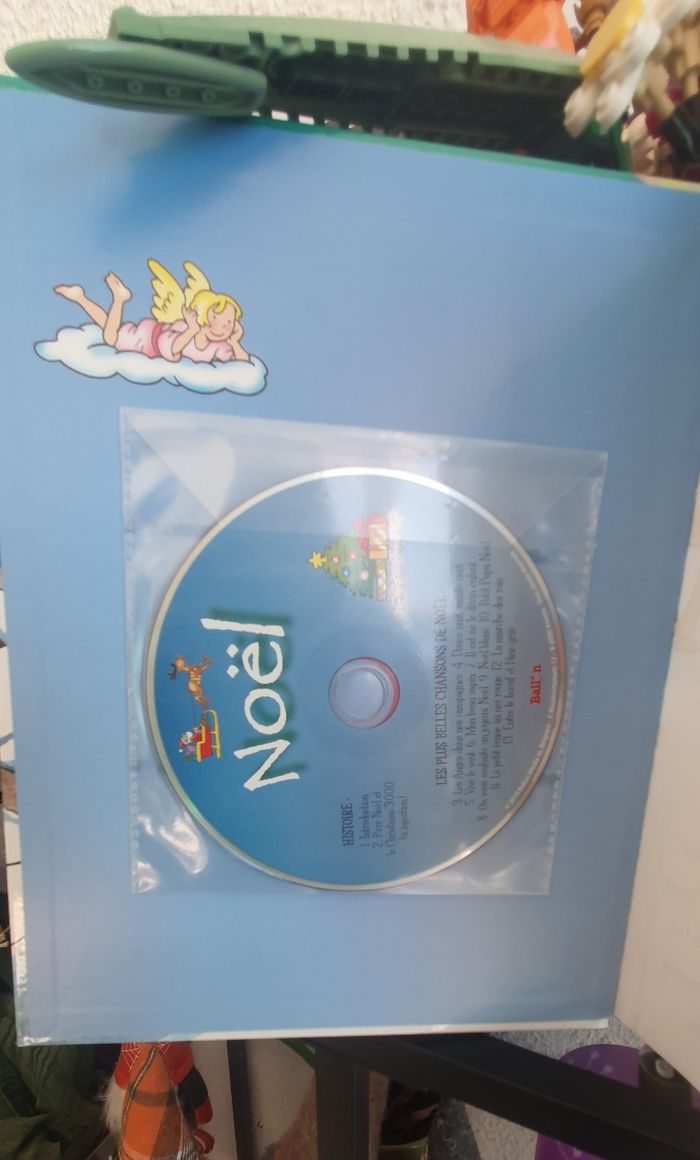 Noël
HISTOIRE :
1. Introduction
2. Père Noël et
le Christmas 3000
(à injection)
LES PLUS BELLES CHANSONS DE NOËL :
3. Les Anges dans nos campagnes 4. Douce nuit, sainte nuit
5. Vive le vent 6. Mon beau sapin 7. Il est né le divin enfant
8. On vous souhaite un joyeux Noël 9. Noël blanc 10. Petit Papa Noël
11. Le petit renne au nez rouge 12. La marche des rois
13. Entre le bœuf et l'âne gris
Ball n